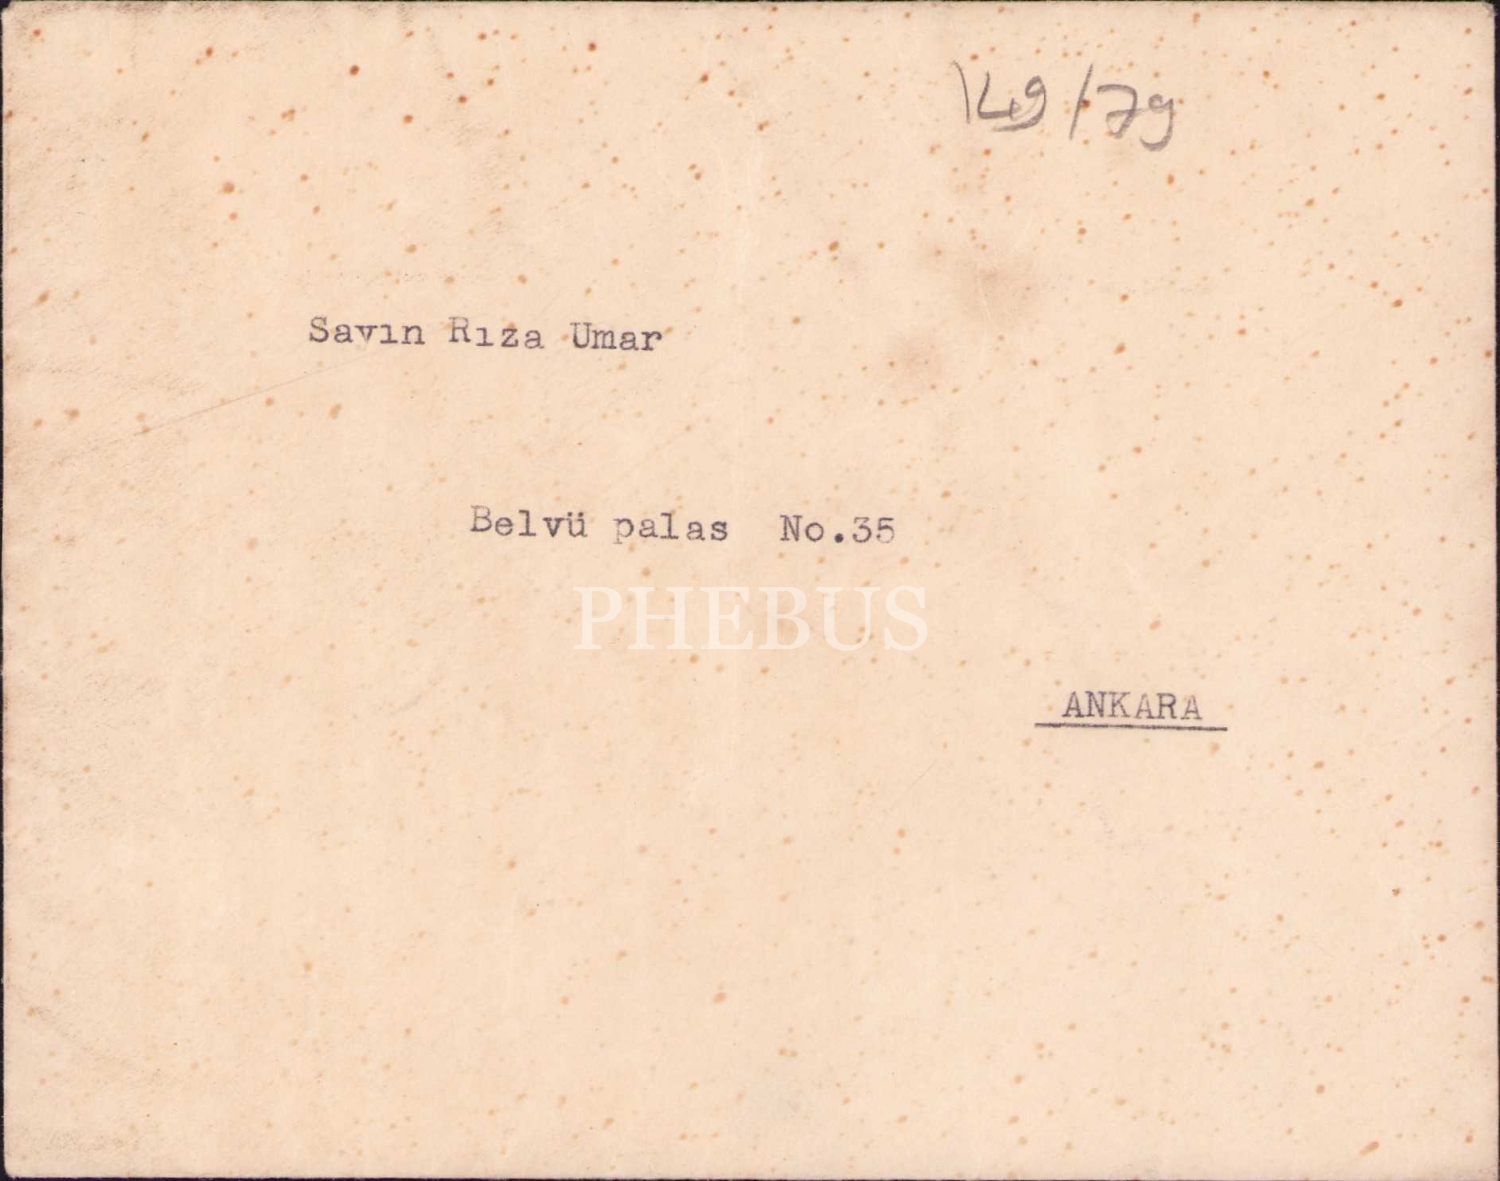 149/79
Savın Rıza Umar
Belvü palas No.35
PHEBUS
ANKARA